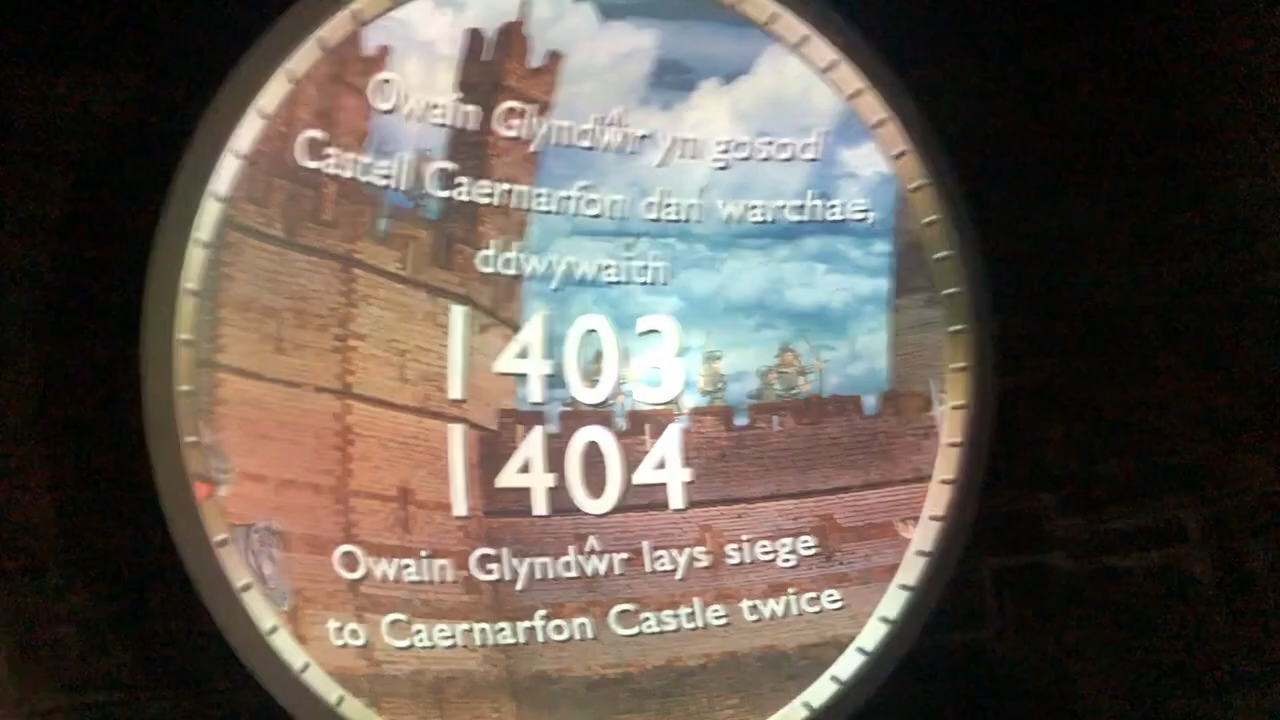 Owain Glyndŵr yn gosod
Castell Caernarfon dan warchae,
ddwywaith
1403
1404
Owain Glyndŵr lays siege
to Caernarfon Castle twice